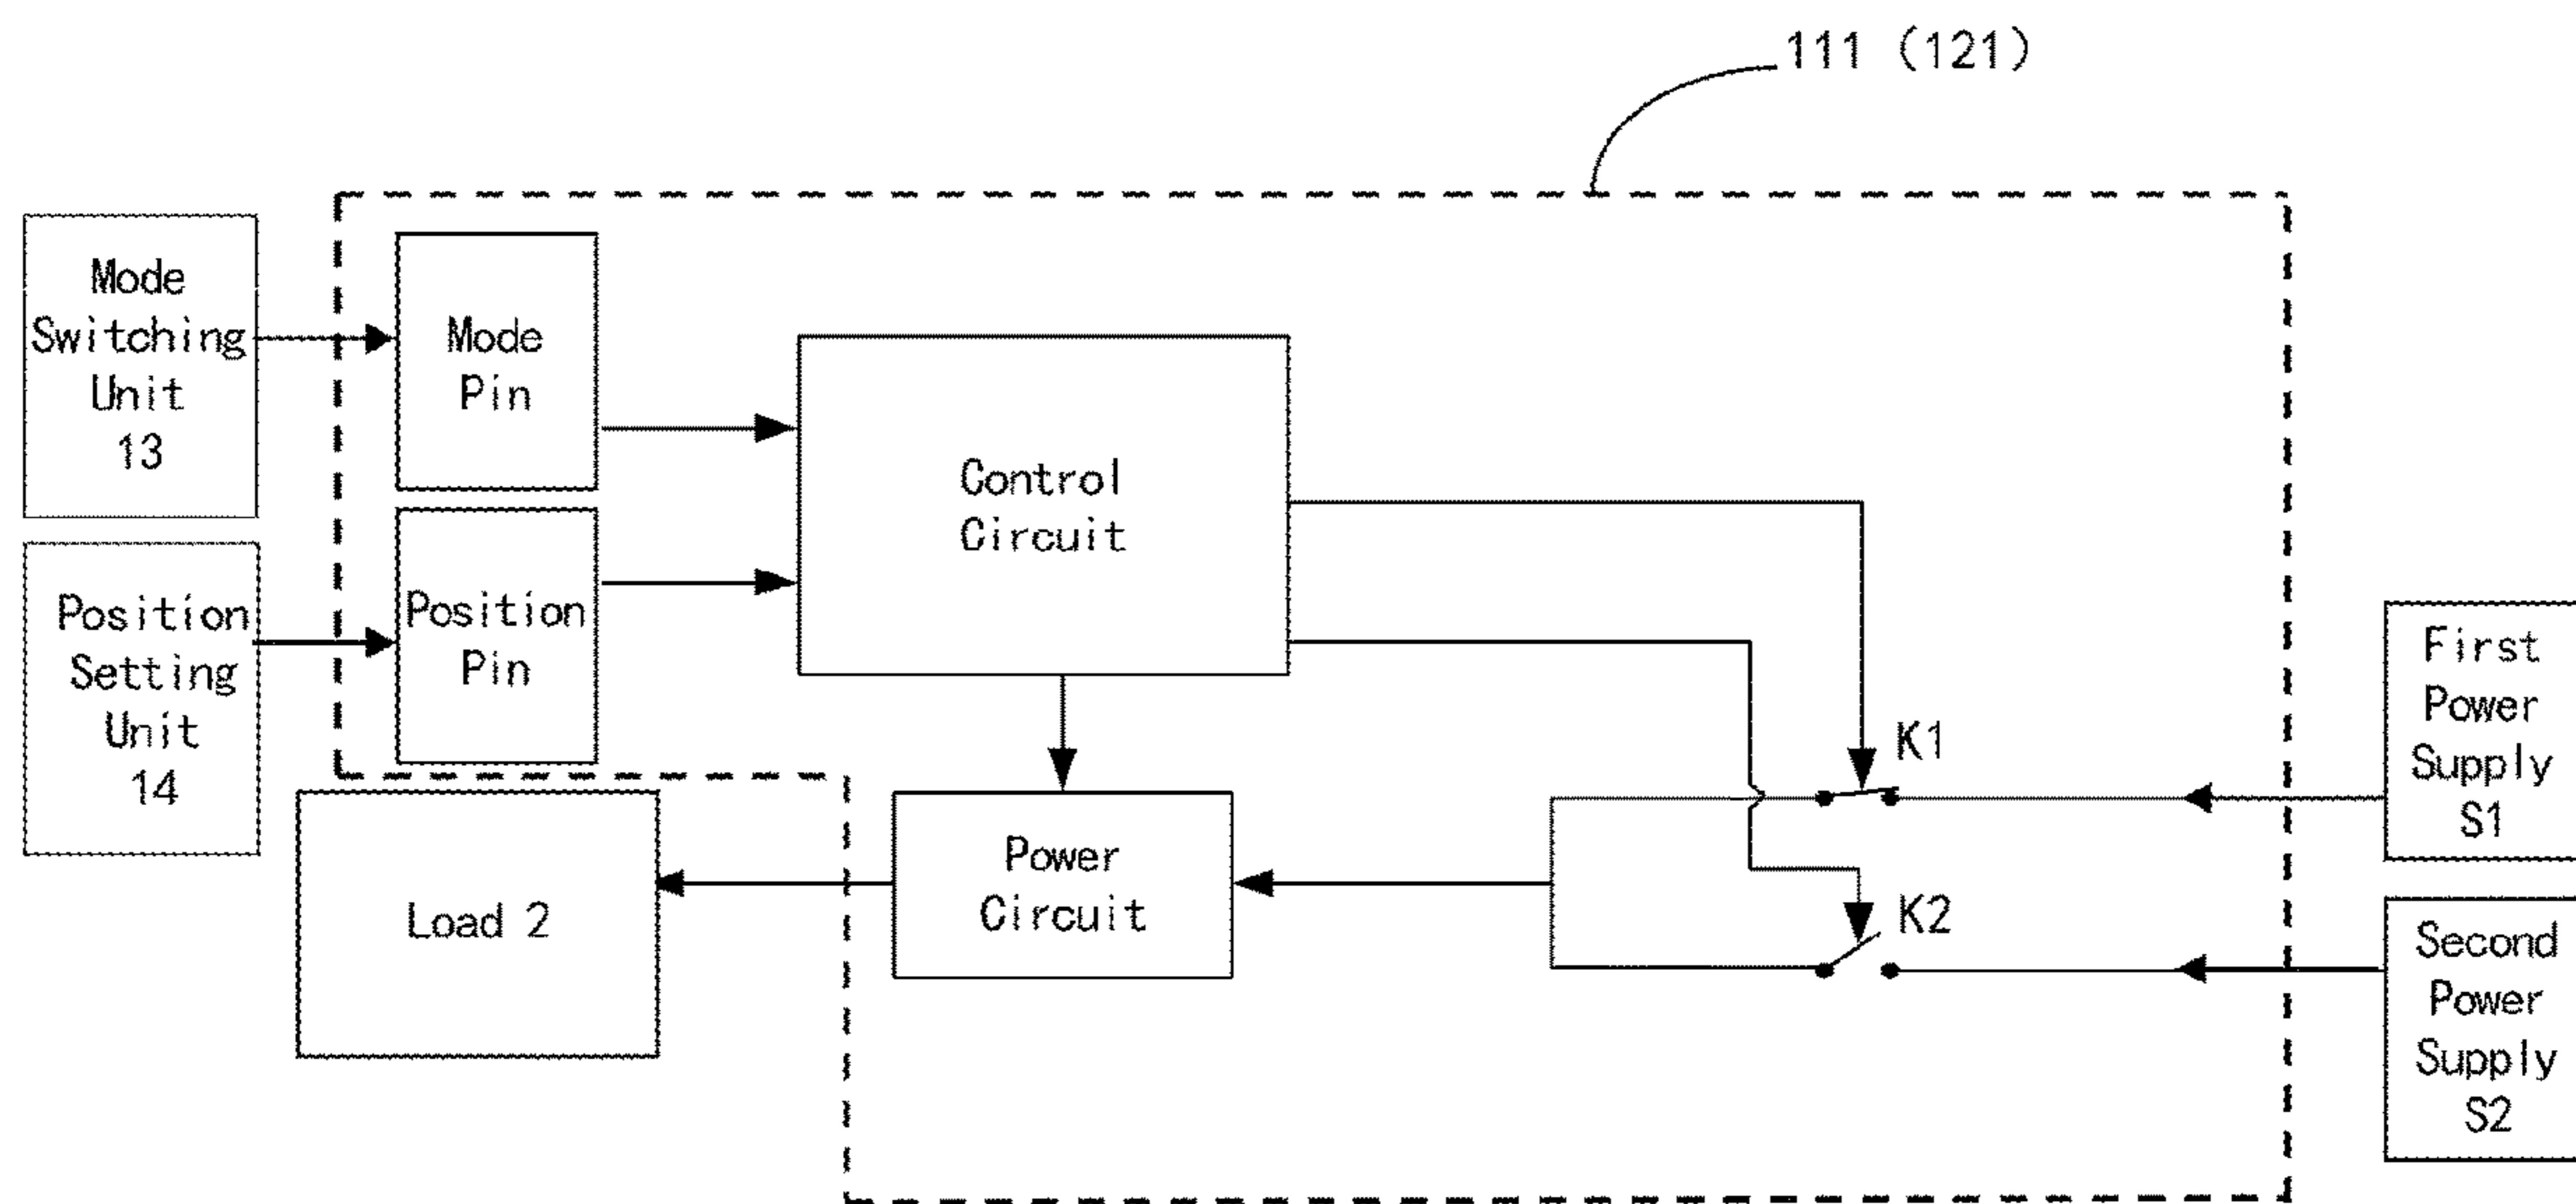 111 (121)
Mode
Switching
Unit
13
Mode
Pin
Control
Circuit
Position
Setting
Unit
14
Position
Pin
First
Power
Supply
S1
K1
Load 2
Power
Circuit
K2
Second
Power
Supply
S2